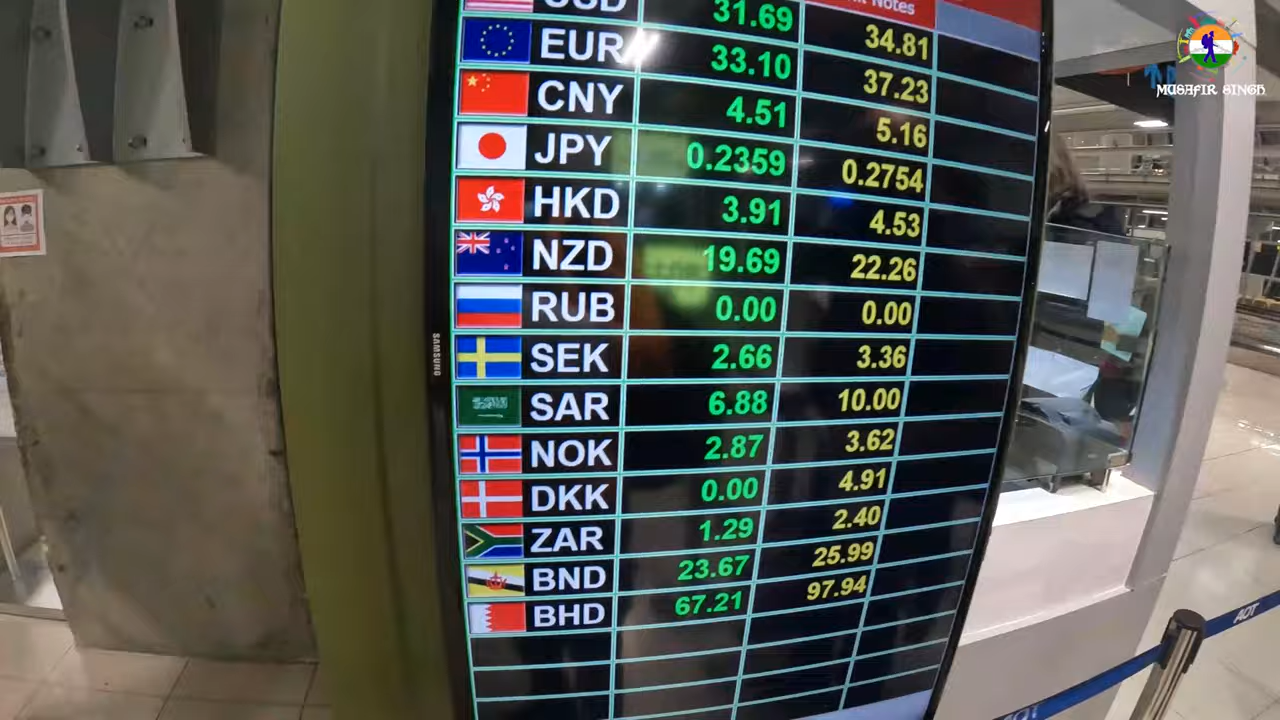 USD 31.69 34.81
Notes
EUR 33.10 37.23
CNY 4.51 5.16
JPY 0.2359 0.2754
HKD 3.91 4.53
NZD 19.69 22.26
RUB 0.00 0.00
SEK 2.66 3.36
SAR 6.88 10.00
NOK 2.87 3.62
DKK 0.00 4.91
ZAR 1.29 2.40
BND 23.67 25.99
BHD 67.21 97.94
SAMSUNG
MUSAFIR SINGH
AOT
AOT